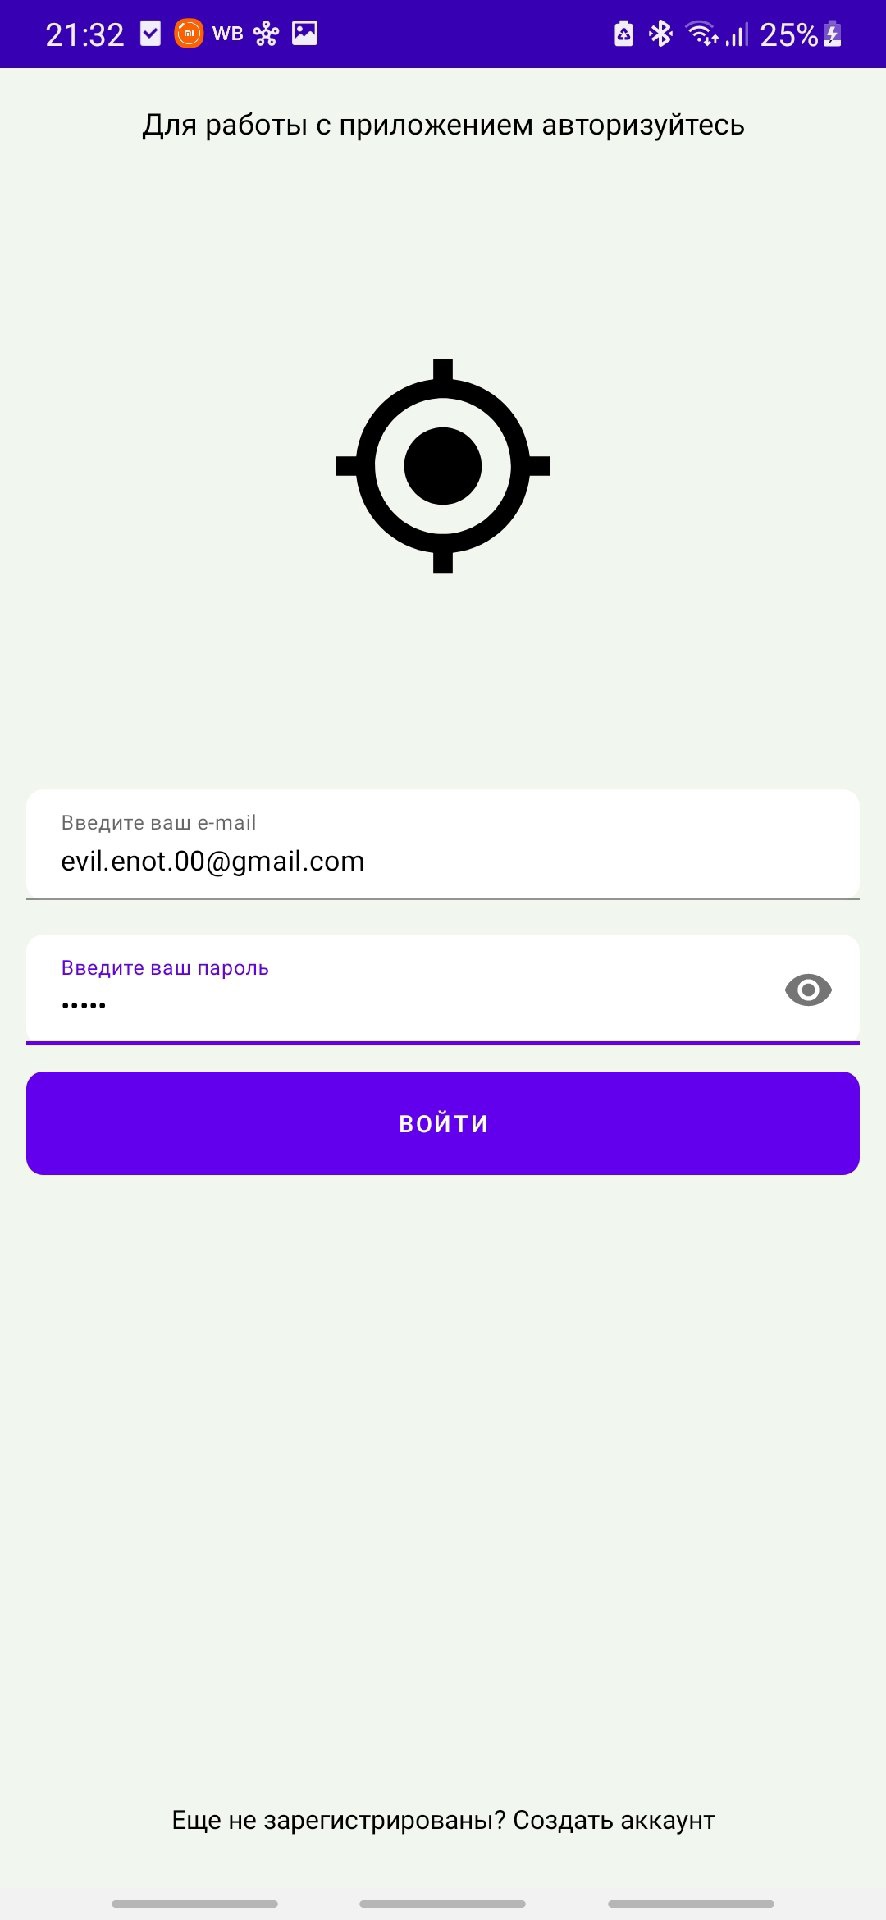 21:32 WB 25%
Для работы с приложением авторизуйтесь
Введите ваш e-mail
evil.enot.00@gmail.com
Введите ваш пароль
•••••
ВОЙТИ
Еще не зарегистрированы? Создать аккаунт